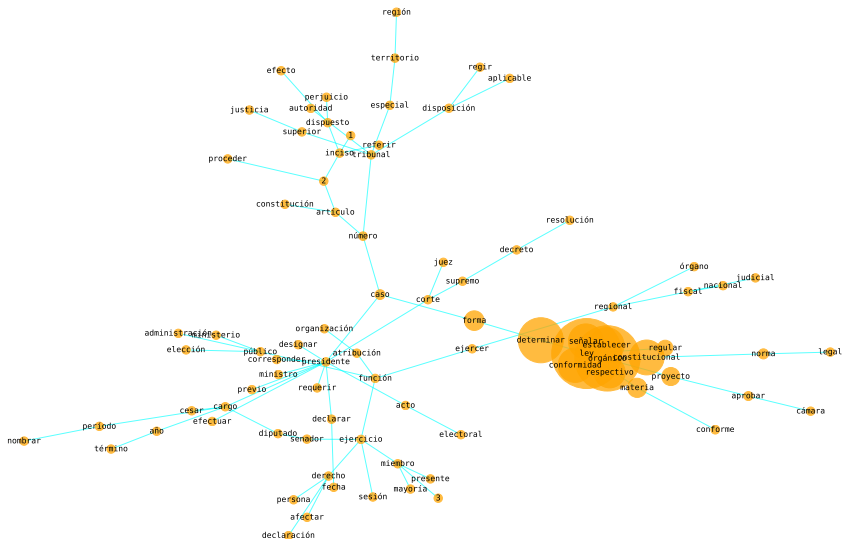 región
territorio
efecto
regir
aplicable
perjuicio
justicia
autoridad
especial
disposición
dispuesto
superior
1
referir
inciso
tribunal
proceder
2
constitución
artículo
resolución
número
decreto
juez
órgano
supremo
nacional
judicial
fiscal
caso
corte
regional
forma
organización
administración
ministerio
determinar
señalar
designar
establecer
elección
público
atribución
ejercer
ley
regular
corresponder
presidente
orgánico
constitucional
norma
legal
conformidad
ministro
función
respectivo
proyecto
previo
requerir
materia
aprobar
cesar
cargo
acto
cámara
efectuar
declarar
período
año
diputado
senador
ejercicio
electoral
conforme
nombrar
término
miembro
derecho
presente
fecha
mayoría
persona
sesión
3
afectar
declaración